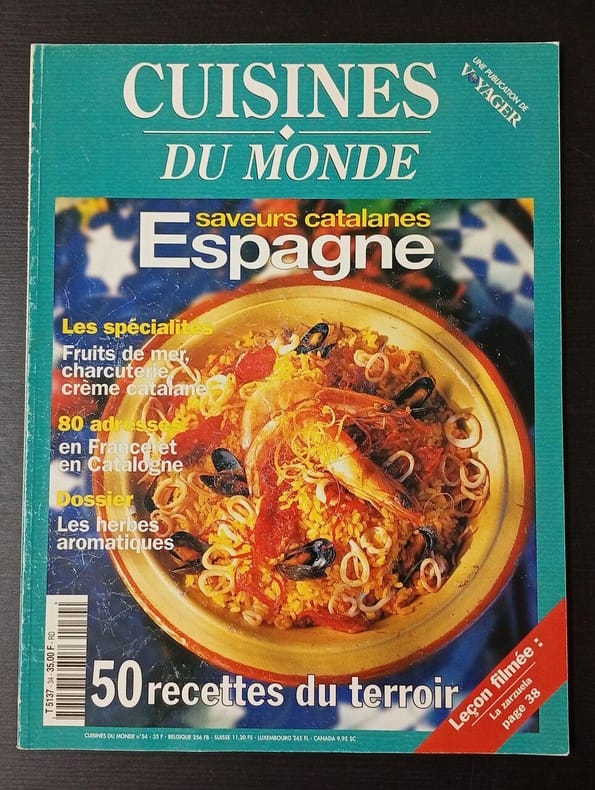 CUISINES
DU MONDE
UNE PUBLICATION DE
VOYAGER
saveurs catalanes
Espagne
Les spécialités
Fruits de mer,
charcuterie,
crème catalane
80 adresses
en France et
en Catalogne
Dossier
Les herbes
aromatiques
T 5137 - 34 - 35,00 F - RD
50 recettes du terroir
Leçon filmée :
La zarzuela
page 38
CUISINES DU MONDE n°34 - 35 F - BELGIQUE 256 FB - SUISSE 11,20 FS - LUXEMBOURG 245 FL - CANADA 9,95 $C